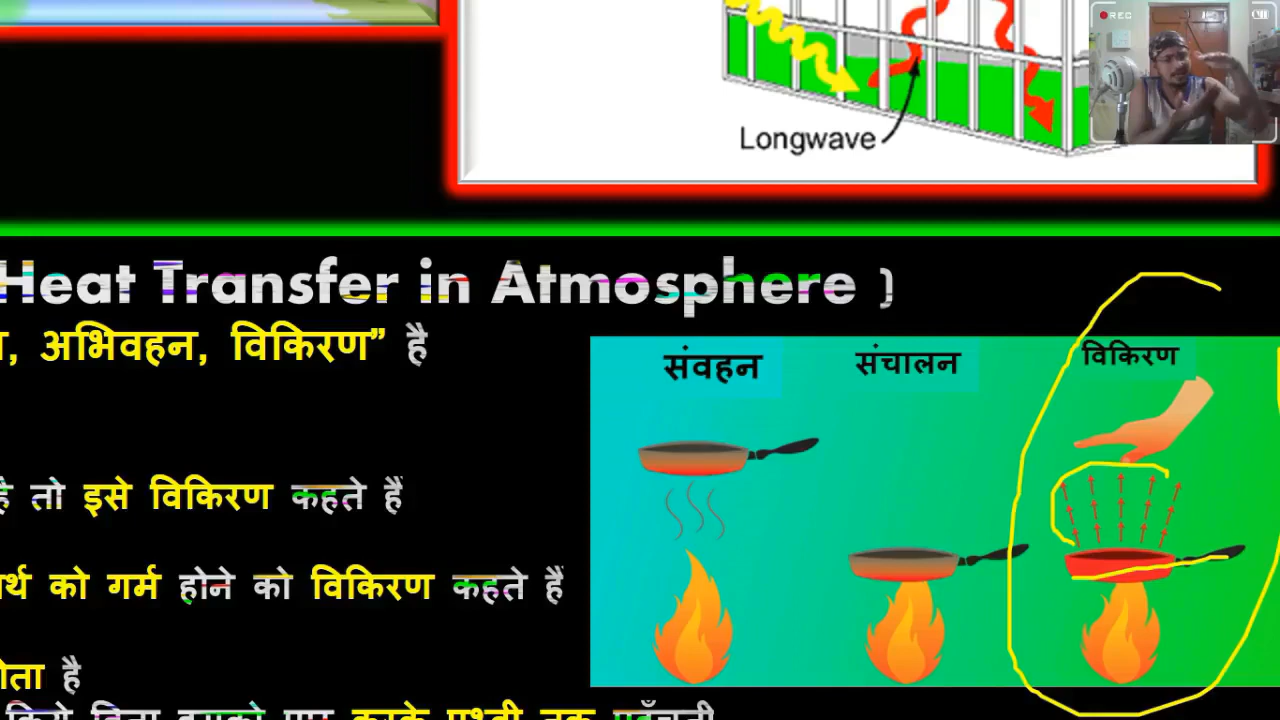 REC
Longwave
Heat Transfer in Atmosphere )
अभिवहन, विकिरण” है
संवहन
संचालन
विकिरण
है तो इसे विकिरण कहते हैं
को गर्म होने को विकिरण कहते हैं
है